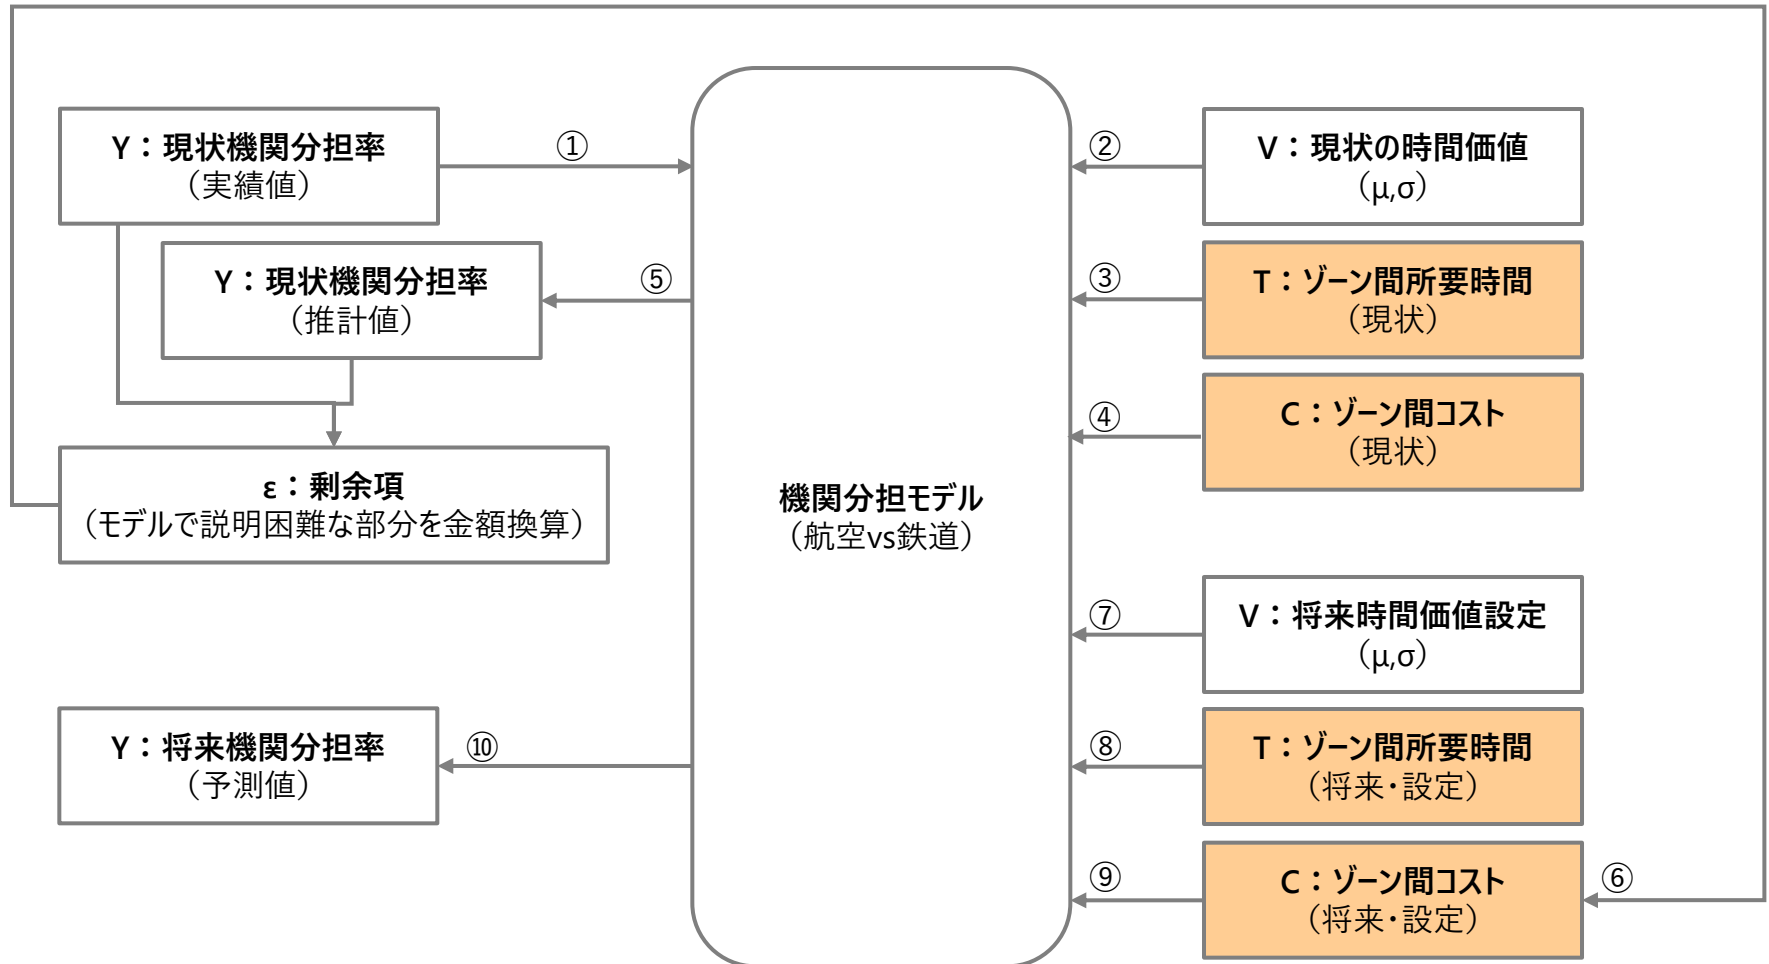 Y：現状機関分担率
（実績値）
①
②
V：現状の時間価値
（μ,σ）
Y：現状機関分担率
（推計値）
⑤
③
T：ゾーン間所要時間
（現状）
④
C：ゾーン間コスト
（現状）
ε：剰余項
（モデルで説明困難な部分を金額換算）
機関分担モデル
（航空vs鉄道）
⑦
V：将来時間価値設定
（μ,σ）
Y：将来機関分担率
（予測値）
⑩
⑧
T：ゾーン間所要時間
（将来・設定）
⑨
C：ゾーン間コスト
（将来・設定）
⑥